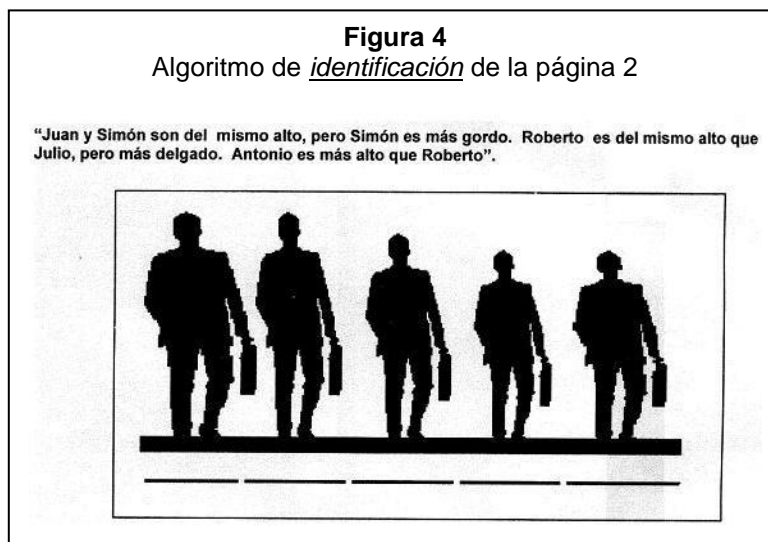 Figura 4
Algoritmo de identificación de la página 2
“Juan y Simón son del mismo alto, pero Simón es más gordo. Roberto es del mismo alto que
Julio, pero más delgado. Antonio es más alto que Roberto”.